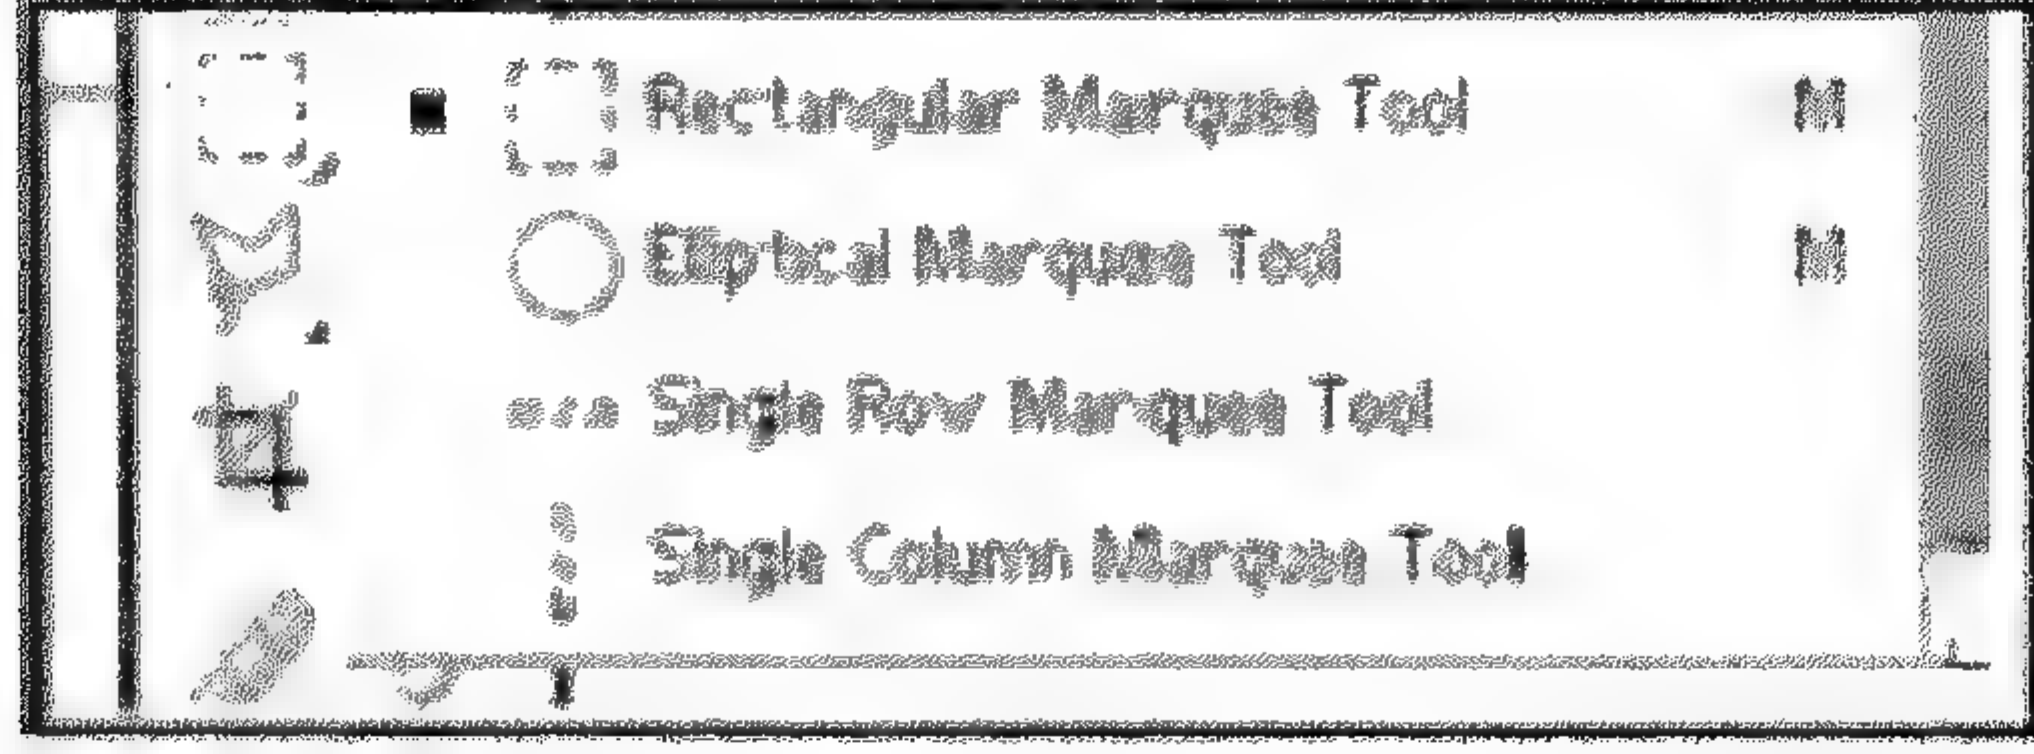 Rectangular Marquee Tool M
Elliptical Marquee Tool M
Single Row Marquee Tool
Single Column Marquee Tool